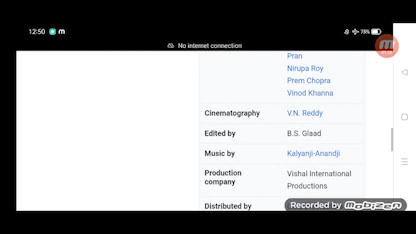 12:50 m 78%
No internet connection
Pran
Nirupa Roy
Prem Chopra
Vinod Khanna
Cinematography V.N. Reddy
Edited by B.S. Glaad
Music by Kalyanji-Anandji
Production company Vishal International Productions
Distributed by
Recorded by mobizen